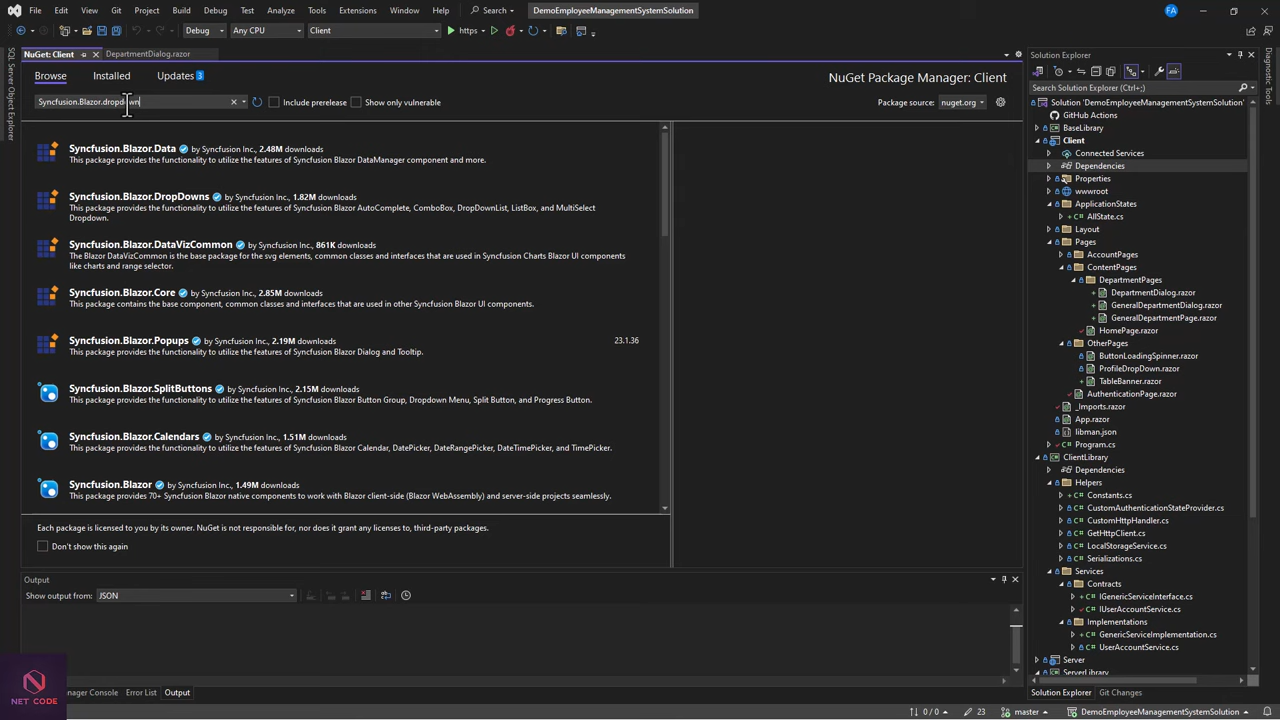 File Edit View Git Project Build Debug Test Analyze Tools Extensions Window Help Search DemoEmployeeManagementSystemSolution FA
Debug Any CPU Client https
NuGet: Client DepartmentDialog.razor
Browse Installed Updates 3 NuGet Package Manager: Client
Syncfusion.Blazor.dropdown Include prerelease Show only vulnerable Package source: nuget.org
Syncfusion.Blazor.Data by Syncfusion Inc., 2.48M downloads
This package provides the functionality to utilize the features of Syncfusion Blazor DataManager component and more.
Syncfusion.Blazor.DropDowns by Syncfusion Inc., 1.82M downloads
This package provides the functionality to utilize the features of Syncfusion Blazor AutoComplete, ComboBox, DropDownList, ListBox, and MultiSelect
Dropdown.
Syncfusion.Blazor.DataVizCommon by Syncfusion Inc., 861K downloads
The Blazor DataVizCommon is the base package for the svg elements, common classes and interfaces that are used in Syncfusion Charts Blazor UI components
like charts and range selector.
Syncfusion.Blazor.Core by Syncfusion Inc., 2.85M downloads
This package contains the base component, common classes and interfaces that are used in other Syncfusion Blazor UI components.
Syncfusion.Blazor.Popups by Syncfusion Inc., 2.19M downloads 23.1.36
This package provides the functionality to utilize the features of Syncfusion Blazor Dialog and Tooltip.
Syncfusion.Blazor.SplitButtons by Syncfusion Inc., 2.15M downloads
This package provides the functionality to utilize the features of Syncfusion Blazor Button Group, Dropdown Menu, Split Button, and Progress Button.
Syncfusion.Blazor.Calendars by Syncfusion Inc., 1.51M downloads
This package provides the functionality to utilize the features of Syncfusion Blazor Calendar, DatePicker, DateRangePicker, DateTimePicker, and TimePicker.
Syncfusion.Blazor by Syncfusion Inc., 1.49M downloads
This package provides 70+ Syncfusion Blazor native components to work with Blazor client-side (Blazor WebAssembly) and server-side projects seamlessly.
Each package is licensed to you by its owner. NuGet is not responsible for, nor does it grant any licenses to, third-party packages.
Don't show this again
Output
Show output from: JSON
anager Console Error List Output
SQL Server Object Explorer
Solution Explorer
Search Solution Explorer (Ctrl+;)
Solution 'DemoEmployeeManagementSystemSolution'
GitHub Actions
BaseLibrary
Client
Connected Services
Dependencies
Properties
wwwroot
ApplicationStates
AllState.cs
Layout
Pages
AccountPages
ContentPages
DepartmentPages
DepartmentDialog.razor
GeneralDepartmentDialog.razor
GeneralDepartmentPage.razor
HomePage.razor
OtherPages
ButtonLoadingSpinner.razor
ProfileDropDown.razor
TableBanner.razor
AuthenticationPage.razor
_Imports.razor
App.razor
libman.json
Program.cs
ClientLibrary
Dependencies
Helpers
Constants.cs
CustomAuthenticationStateProvider.cs
CustomHttpHandler.cs
GetHttpClient.cs
LocalStorageService.cs
Serializations.cs
Services
Contracts
IGenericServiceInterface.cs
IUserAccountService.cs
Implementations
GenericServiceImplementation.cs
UserAccountService.cs
Server
ServerLibrary
Solution Explorer Git Changes
Diagnostic Tools
0 / 0 23 master DemoEmployeeManagementSystemSolution
NET CODE